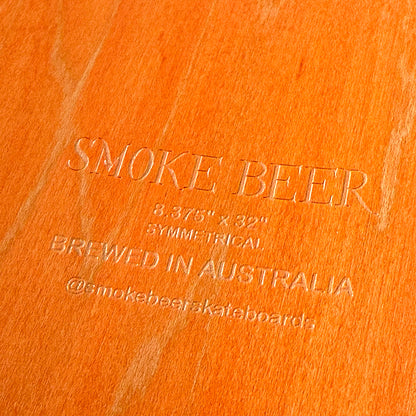 SMOKE BEER
8.375" x 32"
SYMMETRICAL
BREWED IN AUSTRALIA
@smokebeerskateboards